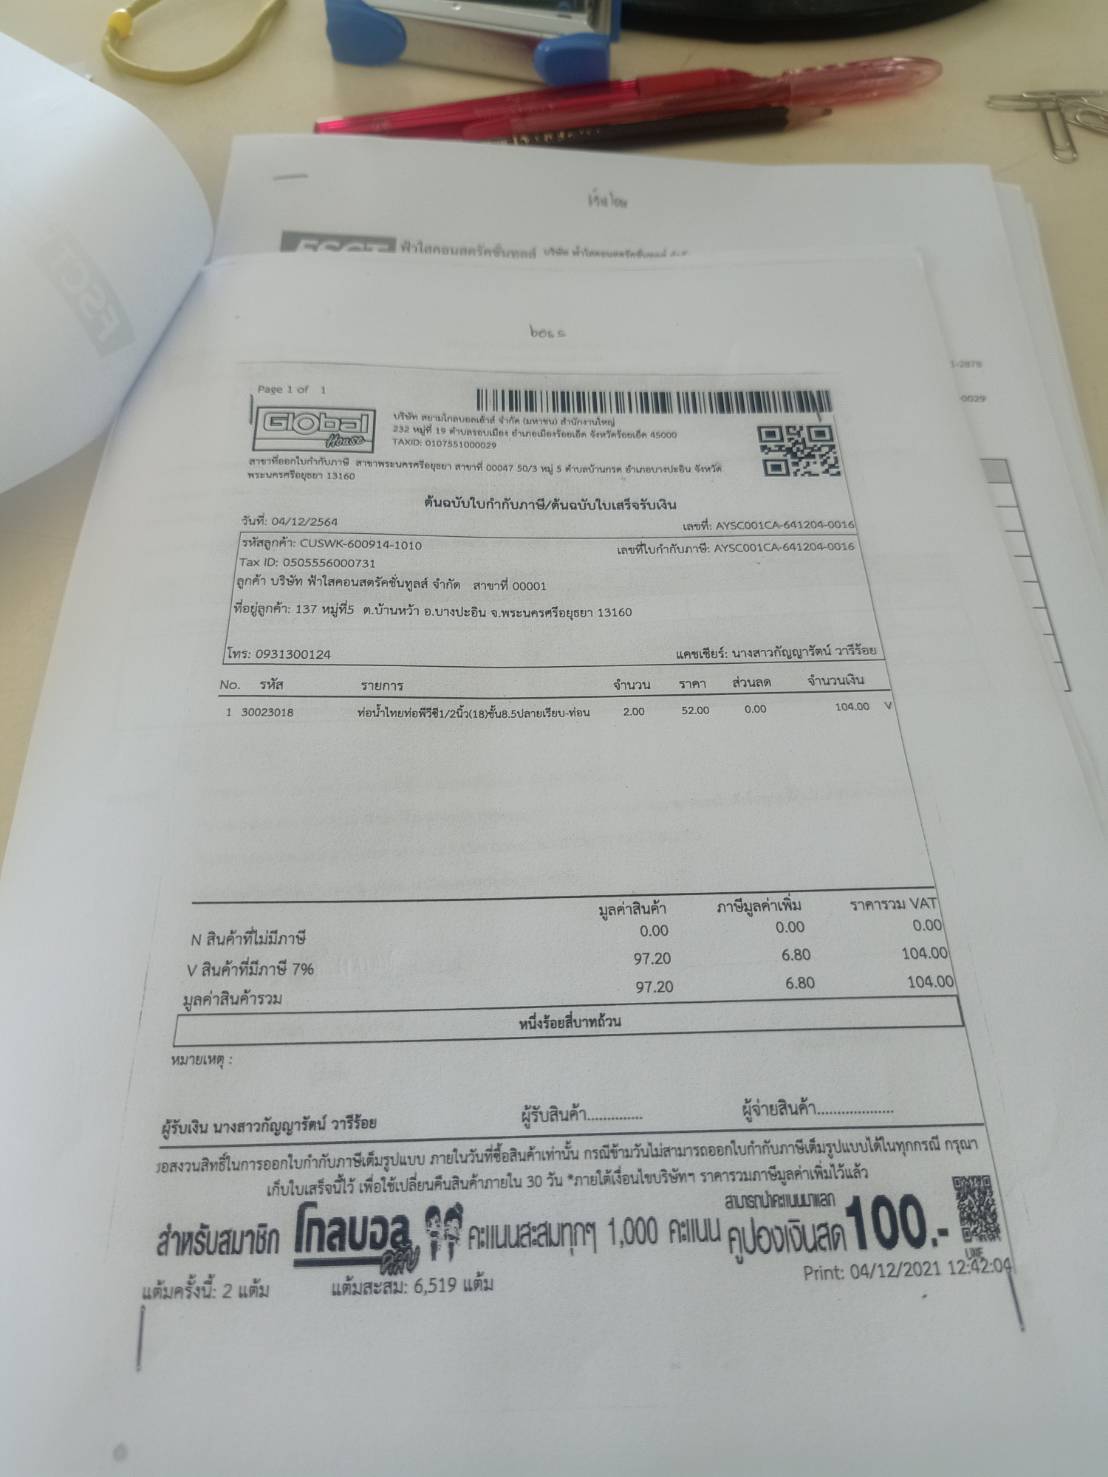 FSCT ฟ้าใสคอนสตรัคชั่นทูลส์
boss
1-2878
0029
Page 1 of 1
Global House
บริษัท สยามโกลบอลเฮ้าส์ จำกัด (มหาชน) สำนักงานใหญ่
232 หมู่ที่ 19 ตำบลรอบเมือง อำเภอเมืองร้อยเอ็ด จังหวัดร้อยเอ็ด 45000
TAXID: 0107551000029
สาขาที่ออกใบกำกับภาษี สาขาพระนครศรีอยุธยา สาขาที่ 00047 50/3 หมู่ 5 ตำบลบ้านกรด อำเภอบางปะอิน จังหวัด
พระนครศรีอยุธยา 13160
ต้นฉบับใบกำกับภาษี/ต้นฉบับใบเสร็จรับเงิน
วันที่: 04/12/2564 เลขที่: AYSC001CA-641204-0016
รหัสลูกค้า: CUSWK-600914-1010 เลขที่ใบกำกับภาษี: AYSC001CA-641204-0016
Tax ID: 0505556000731
ลูกค้า บริษัท ฟ้าใสคอนสตรัคชั่นทูลส์ จำกัด สาขาที่ 00001
ที่อยู่ลูกค้า: 137 หมู่ที่5 ต.บ้านหว้า อ.บางปะอิน จ.พระนครศรีอยุธยา 13160
โทร: 0931300124 แคชเชียร์: นางสาวกัญญารัตน์ วารีร้อย
No. รหัส รายการ จำนวน ราคา ส่วนลด จำนวนเงิน
1 30023018 ท่อน้ำไทยท่อพีวีซี1/2นิ้ว(18)ชั้น8.5ปลายเรียบ-ท่อน 2.00 52.00 0.00 104.00 V
มูลค่าสินค้า ภาษีมูลค่าเพิ่ม ราคารวม VAT
N สินค้าที่ไม่มีภาษี 0.00 0.00 0.00
V สินค้าที่มีภาษี 7% 97.20 6.80 104.00
มูลค่าสินค้ารวม 97.20 6.80 104.00
หนึ่งร้อยสี่บาทถ้วน
หมายเหตุ :
ผู้รับเงิน นางสาวกัญญารัตน์ วารีร้อย ผู้รับสินค้า............. ผู้จ่ายสินค้า...................
ขอสงวนสิทธิ์ในการออกใบกำกับภาษีเต็มรูปแบบ ภายในวันที่ซื้อสินค้าเท่านั้น กรณีข้ามวันไม่สามารถออกใบกำกับภาษีเต็มรูปแบบได้ในทุกกรณี กรุณา
เก็บใบเสร็จนี้ไว้ เพื่อใช้เปลี่ยนคืนสินค้าภายใน 30 วัน *ภายใต้เงื่อนไขบริษัทฯ ราคารวมภาษีมูลค่าเพิ่มไว้แล้ว
สำหรับสมาชิก โกลบอล คลับ คะแนนสะสมทุกๆ 1,000 คะแนน สามารถนำคะแนนมาแลก คูปองเงินสด 100.-
LINE
แต้มครั้งนี้: 2 แต้ม แต้มสะสม: 6,519 แต้ม Print: 04/12/2021 12:42:04